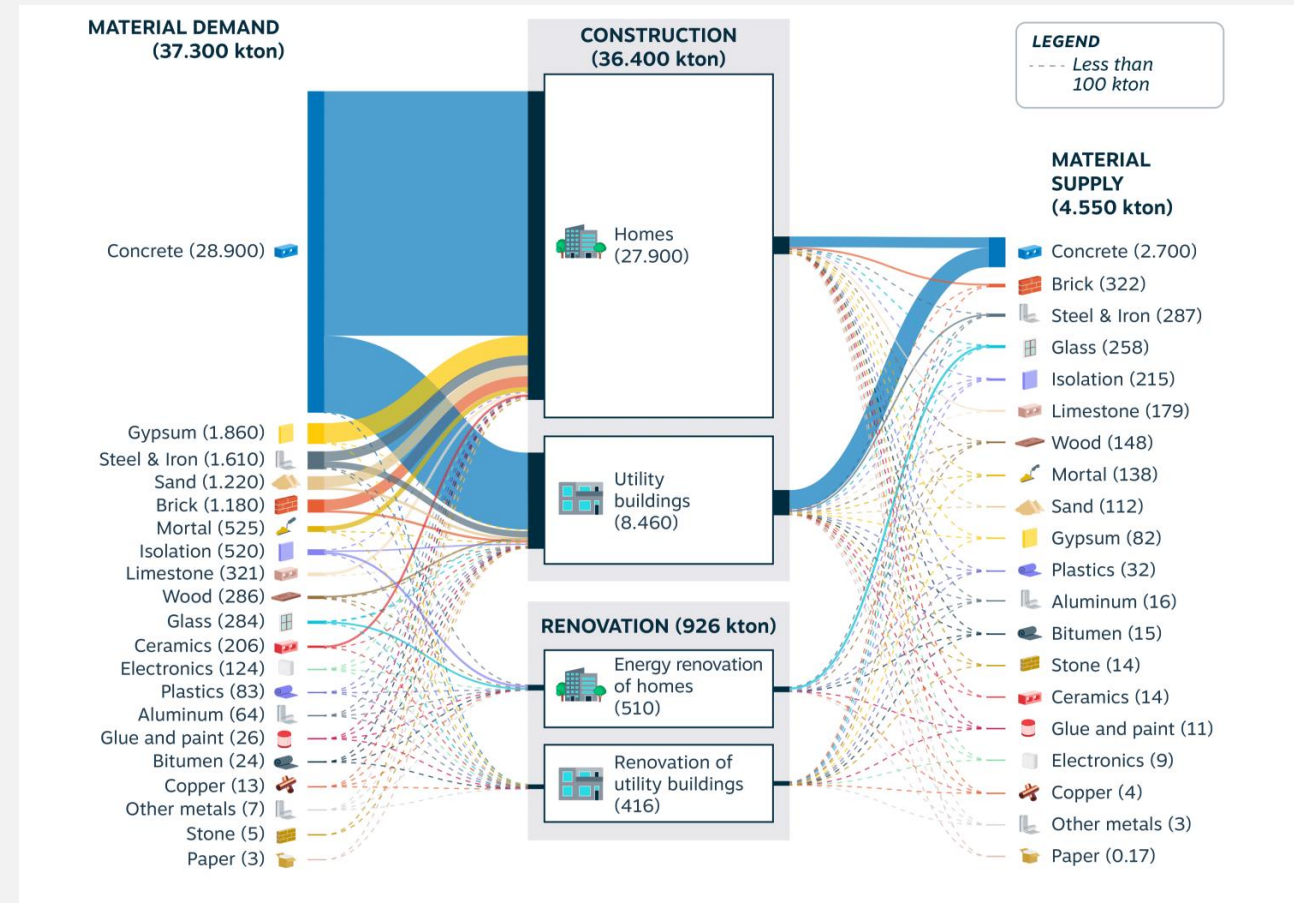 MATERIAL DEMAND
(37.300 kton)
Concrete (28.900)
Gypsum (1.860)
Steel & Iron (1.610)
Sand (1.220)
Brick (1.180)
Mortal (525)
Isolation (520)
Limestone (321)
Wood (286)
Glass (284)
Ceramics (206)
Electronics (124)
Plastics (83)
Aluminum (64)
Glue and paint (26)
Bitumen (24)
Copper (13)
Other metals (7)
Stone (5)
Paper (3)
CONSTRUCTION
(36.400 kton)
Homes
(27.900)
Utility
buildings
(8.460)
RENOVATION (926 kton)
Energy renovation
of homes
(510)
Renovation of
utility buildings
(416)
LEGEND
Less than
100 kton
MATERIAL
SUPPLY
(4.550 kton)
Concrete (2.700)
Brick (322)
Steel & Iron (287)
Glass (258)
Isolation (215)
Limestone (179)
Wood (148)
Mortal (138)
Sand (112)
Gypsum (82)
Plastics (32)
Aluminum (16)
Bitumen (15)
Stone (14)
Ceramics (14)
Glue and paint (11)
Electronics (9)
Copper (4)
Other metals (3)
Paper (0.17)